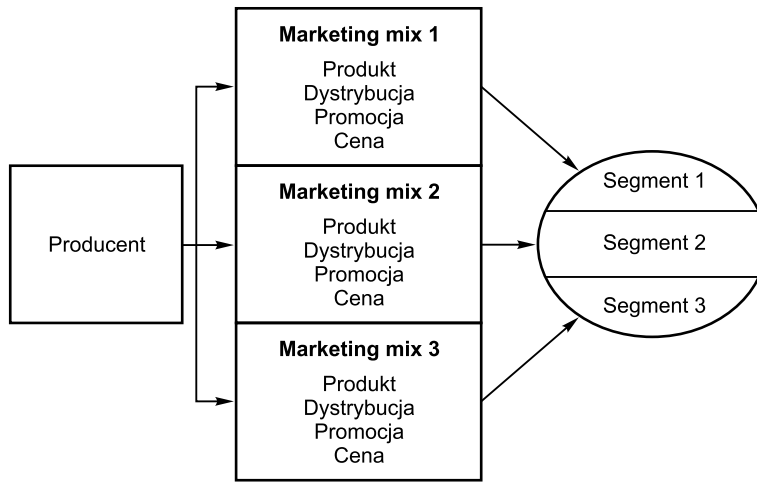 Producent
Marketing mix 1
Produkt
Dystrybucja
Promocja
Cena
Marketing mix 2
Produkt
Dystrybucja
Promocja
Cena
Marketing mix 3
Produkt
Dystrybucja
Promocja
Cena
Segment 1
Segment 2
Segment 3